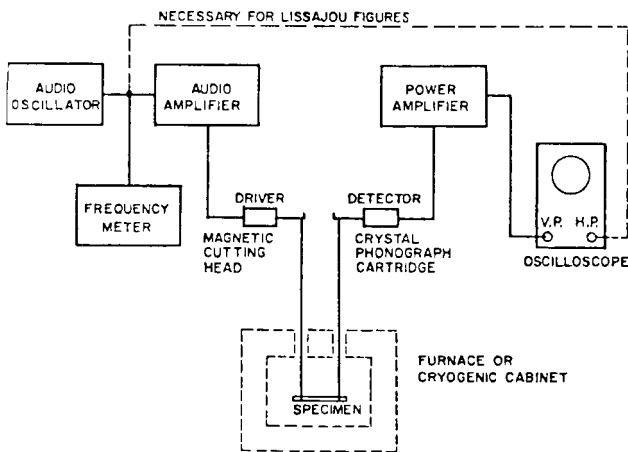 NECESSARY FOR LISSAJOU FIGURES
AUDIO
OSCILLATOR
AUDIO
AMPLIFIER
POWER
AMPLIFIER
FREQUENCY
METER
DRIVER
MAGNETIC
CUTTING
HEAD
DETECTOR
CRYSTAL
PHONOGRAPH
CARTRIDGE
V.P. H.P.
OSCILLOSCOPE
FURNACE OR
CRYOGENIC CABINET
SPECIMEN